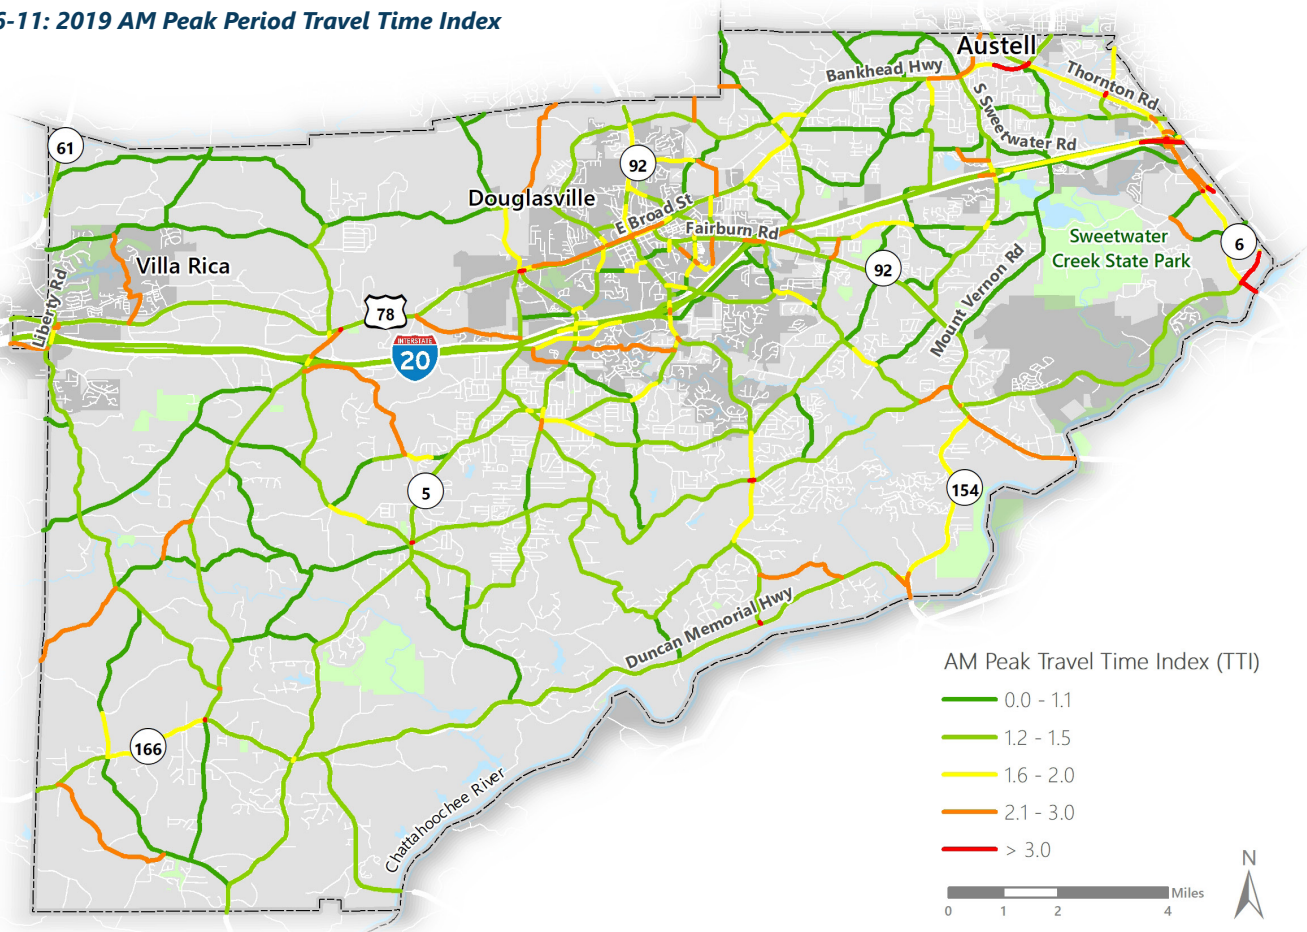 6-11: 2019 AM Peak Period Travel Time Index
Austell
Bankhead Hwy
Thornton Rd
S Sweetwater Rd
61
92
Douglasville
E Broad St
Fairburn Rd
6
Sweetwater
Creek State Park
Villa Rica
92
Liberty Rd
Mount Vernon Rd
78
INTERSTATE
20
5
154
Duncan Memorial Hwy
166
Chattahoochee River
AM Peak Travel Time Index (TTI)
0.0 - 1.1
1.2 - 1.5
1.6 - 2.0
2.1 - 3.0
> 3.0
N
Miles
0 1 2 4